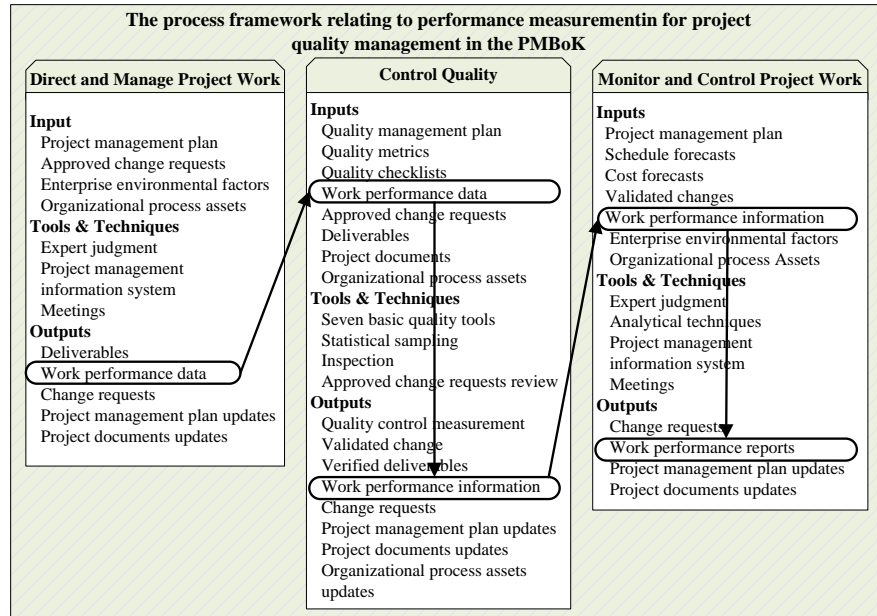 The process framework relating to performance measurementin for project
quality management in the PMBoK
Direct and Manage Project Work
Input
Project management plan
Approved change requests
Enterprise environmental factors
Organizational process assets
Tools & Techniques
Expert judgment
Project management
information system
Meetings
Outputs
Deliverables
Work performance data
Change requests
Project management plan updates
Project documents updates
Control Quality
Inputs
Quality management plan
Quality metrics
Quality checklists
Work performance data
Approved change requests
Deliverables
Project documents
Organizational process assets
Tools & Techniques
Seven basic quality tools
Statistical sampling
Inspection
Approved change requests review
Outputs
Quality control measurement
Validated change
Verified deliverables
Work performance information
Change requests
Project management plan updates
Project documents updates
Organizational process assets
updates
Monitor and Control Project Work
Inputs
Project management plan
Schedule forecasts
Cost forecasts
Validated changes
Work performance information
Enterprise environmental factors
Organizational process Assets
Tools & Techniques
Expert judgment
Analytical techniques
Project management
information system
Meetings
Outputs
Change requests
Work performance reports
Project management plan updates
Project documents updates